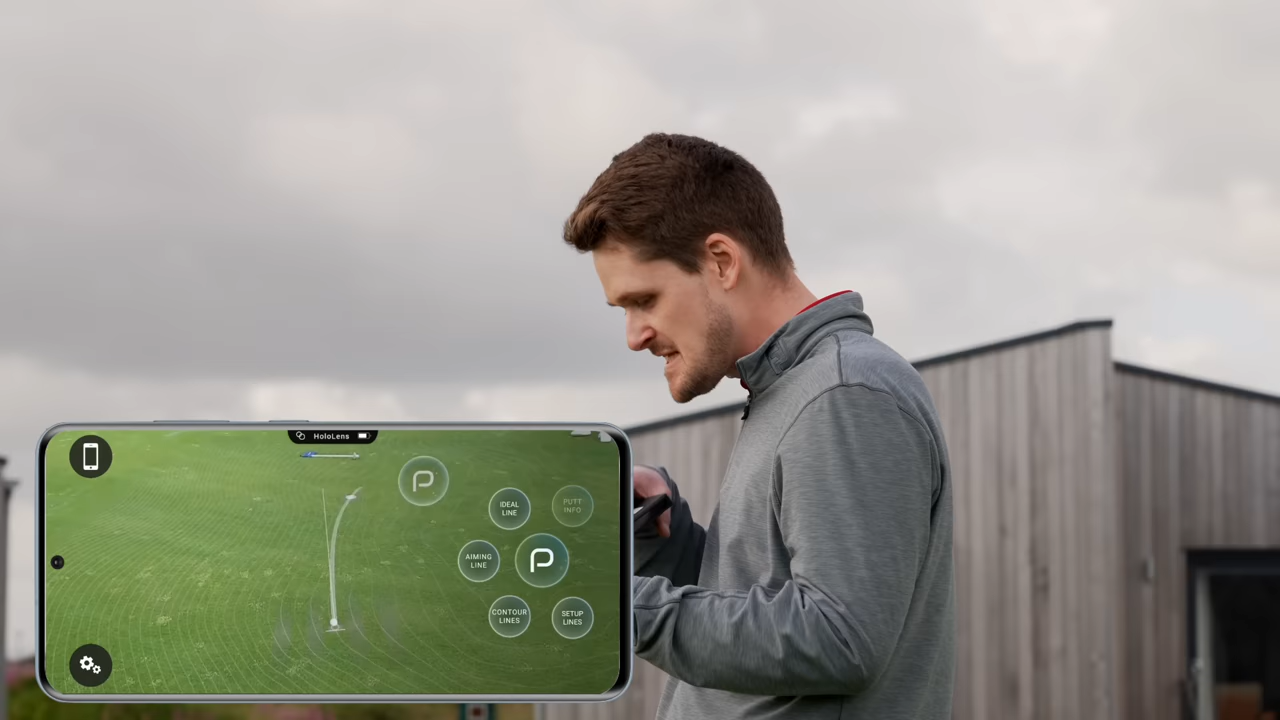 HoloLens
IDEAL
LINE
PUTT
INFO
AIMING
LINE
P
CONTOUR
LINES
SETUP
LINES